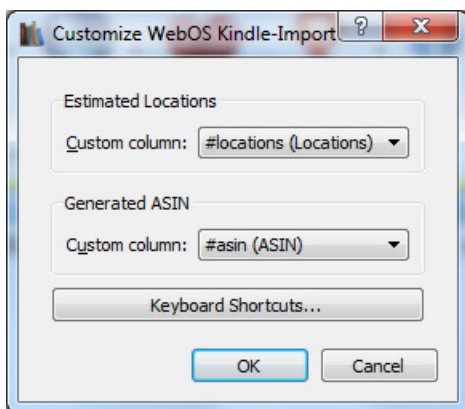 Customize WebOS Kindle-Import
Estimated Locations
Custom column: #locations (Locations)
Generated ASIN
Custom column: #asin (ASIN)
Keyboard Shortcuts...
OK Cancel